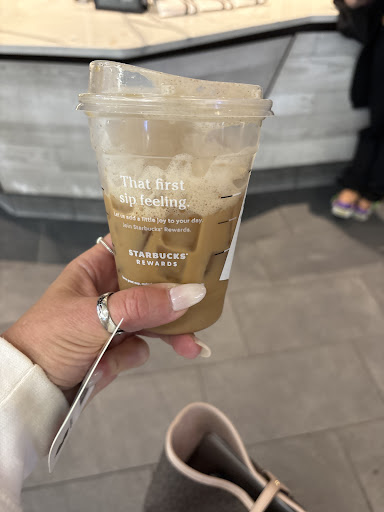 That first
sip feeling.
Let us add a little joy to your day.
Join Starbucks® Rewards.
STARBUCKS®
REWARDS